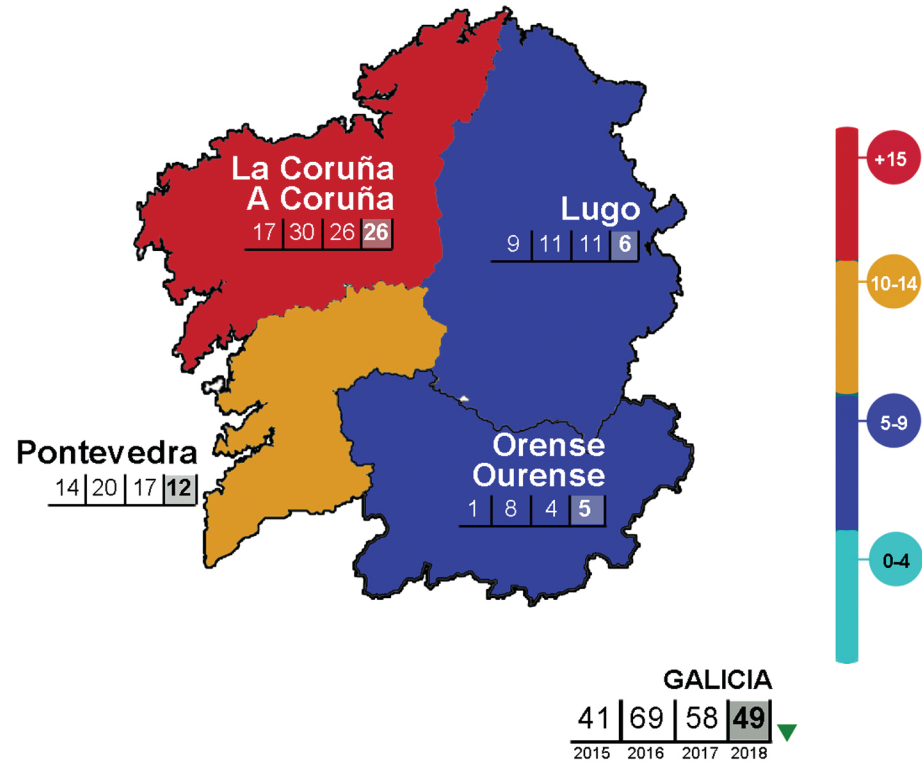 La Coruña
A Coruña
17 30 26 26
Lugo
9 11 11 6
Pontevedra
14 20 17 12
Orense
Ourense
1 8 4 5
+15
10-14
5-9
0-4
GALICIA
41 69 58 49
2015 2016 2017 2018